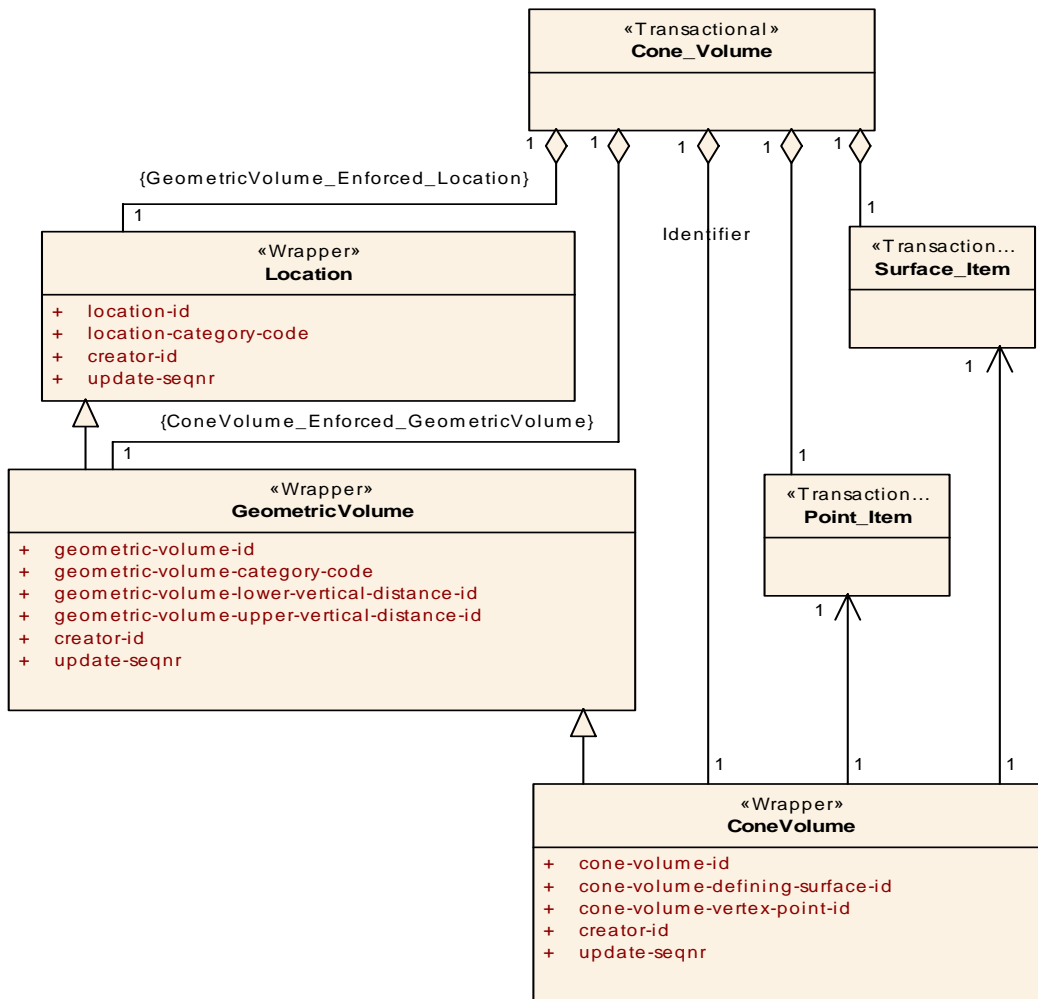 «Transactional»
Cone_Volume
1
1
1
1
1
{GeometricVolume_Enforced_Location}
1
1
«Wrapper»
Location
+ location-id
+ location-category-code
+ creator-id
+ update-seqnr
Identifier
«Transaction...
Surface_Item
1
{ConeVolume_Enforced_GeometricVolume}
1
1
«Wrapper»
GeometricVolume
+ geometric-volume-id
+ geometric-volume-category-code
+ geometric-volume-lower-vertical-distance-id
+ geometric-volume-upper-vertical-distance-id
+ creator-id
+ update-seqnr
«Transaction...
Point_Item
1
1
1
1
«Wrapper»
ConeVolume
+ cone-volume-id
+ cone-volume-defining-surface-id
+ cone-volume-vertex-point-id
+ creator-id
+ update-seqnr